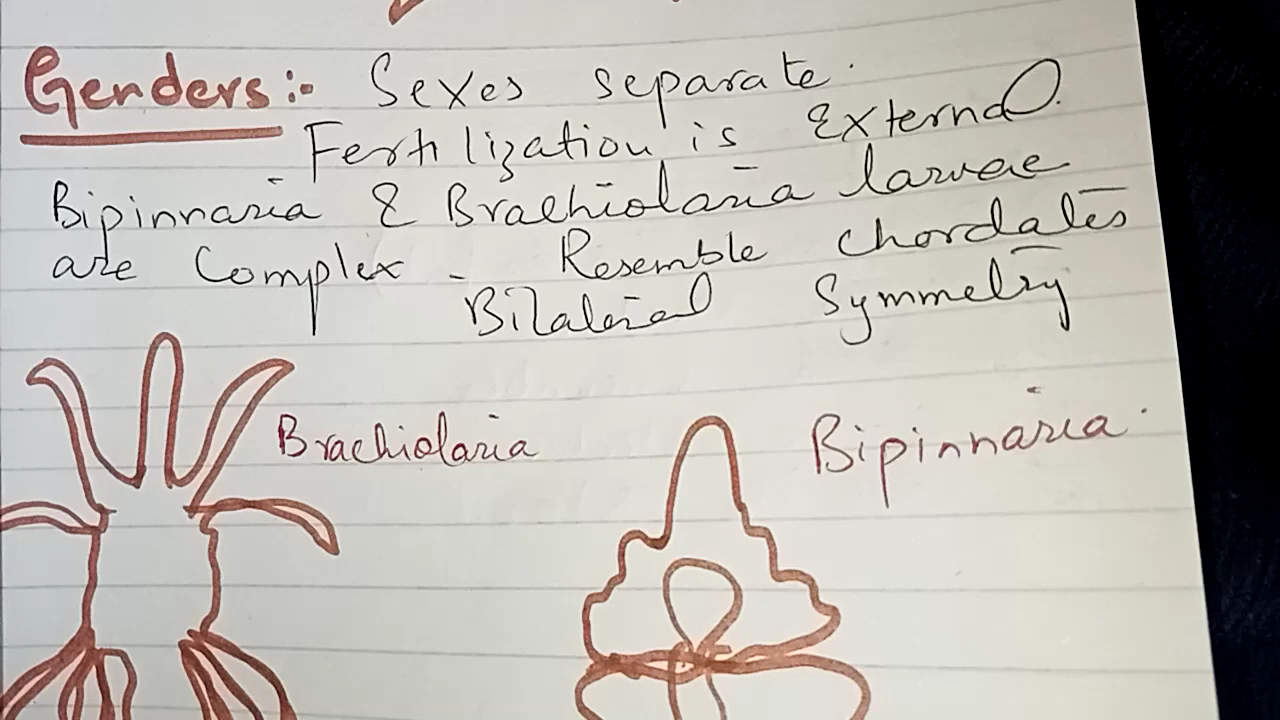 Genders:- Sexes separate.
Fertilization is External.
Bipinnaria & Brachiolaria larvae
are Complex - Resemble chordates
Bilateral Symmetry
Brachiolaria
Bipinnaria